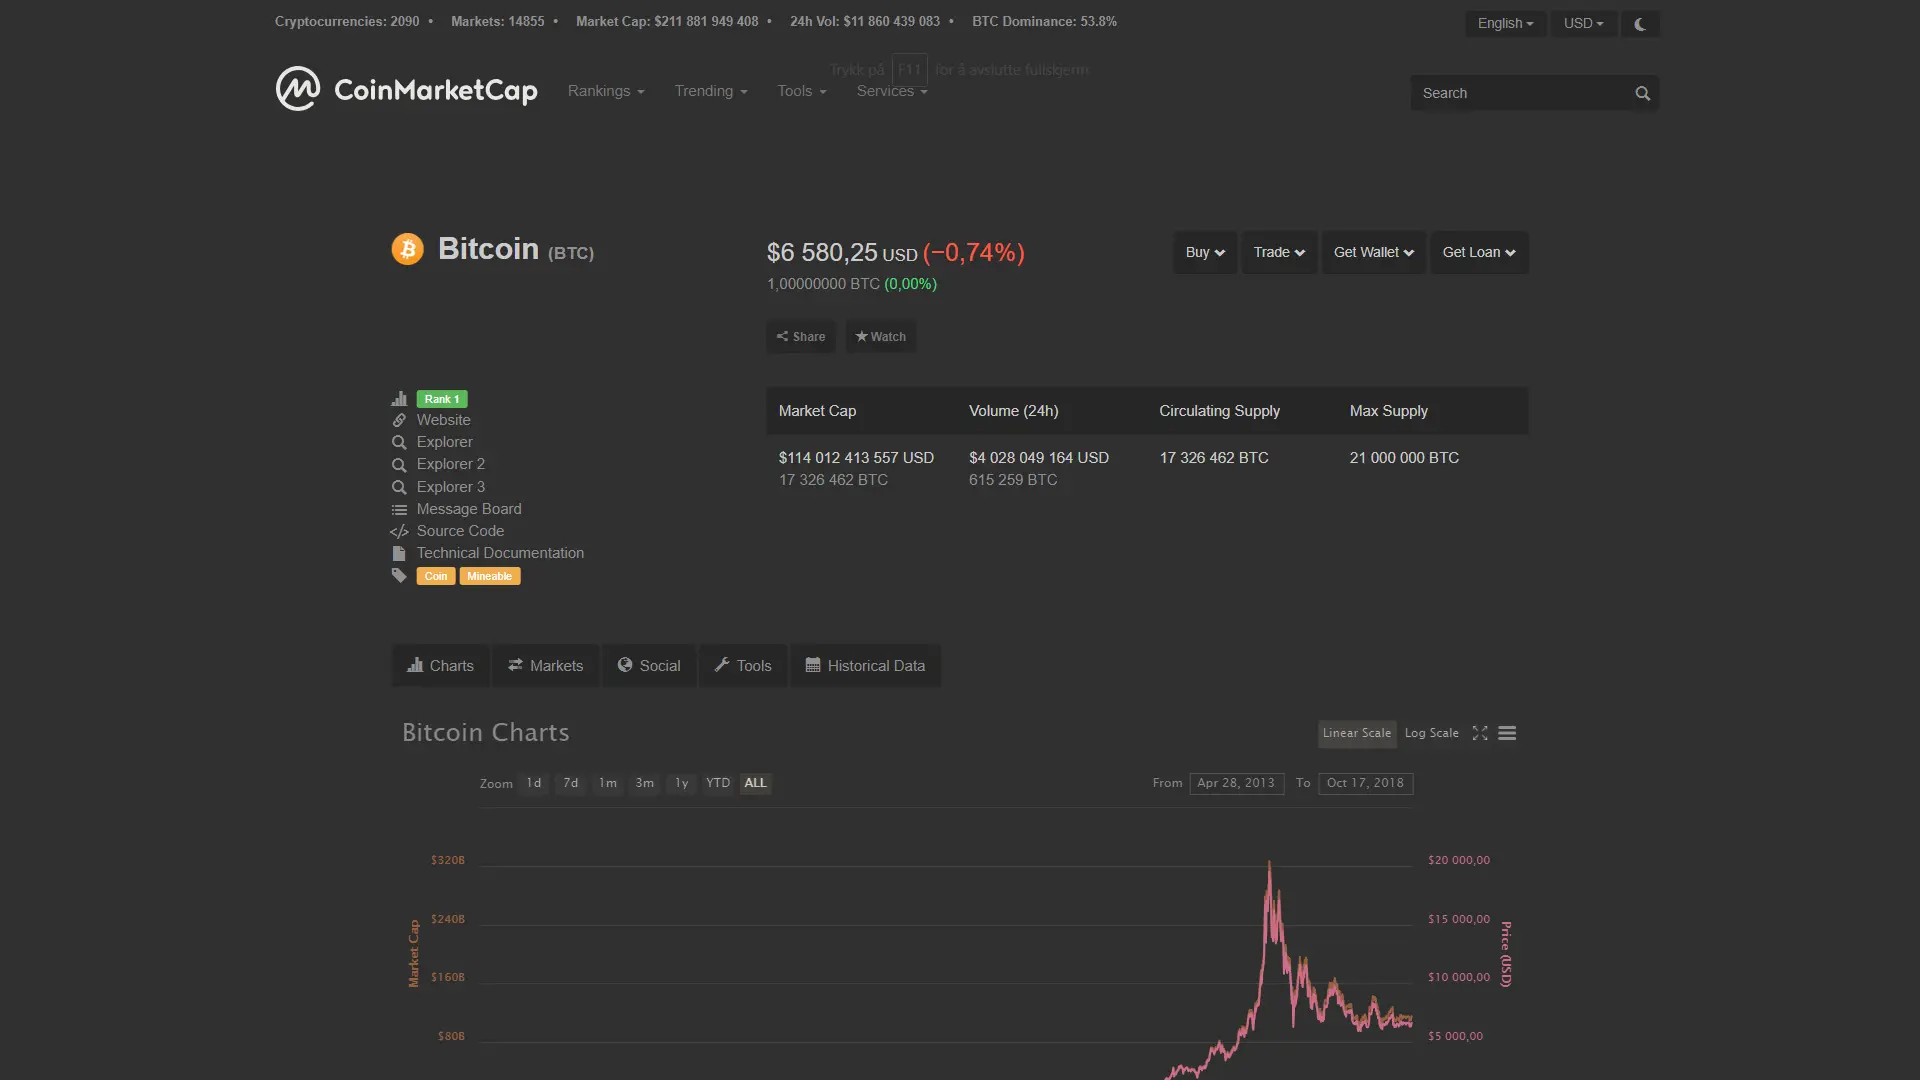 Cryptocurrencies: 2090 • Markets: 14855 • Market Cap: $211 881 949 408 • 24h Vol: $11 860 439 083 • BTC Dominance: 53.8%
English USD
Trykk på F11 for å avslutte fullskjerm
CoinMarketCap Rankings Trending Tools Services
Search
Bitcoin (BTC)
$6 580,25 USD (−0,74%)
1,00000000 BTC (0,00%)
Buy Trade Get Wallet Get Loan
Share Watch
Rank 1
Website
Explorer
Explorer 2
Explorer 3
Message Board
Source Code
Technical Documentation
Coin Mineable
Market Cap Volume (24h) Circulating Supply Max Supply
$114 012 413 557 USD $4 028 049 164 USD 17 326 462 BTC 21 000 000 BTC
17 326 462 BTC 615 259 BTC
Charts Markets Social Tools Historical Data
Bitcoin Charts
Linear Scale Log Scale
Zoom 1d 7d 1m 3m 1y YTD ALL
From Apr 28, 2013 To Oct 17, 2018
$320B $20 000,00
$240B $15 000,00
Market Cap
Price (USD)
$160B $10 000,00
$80B $5 000,00